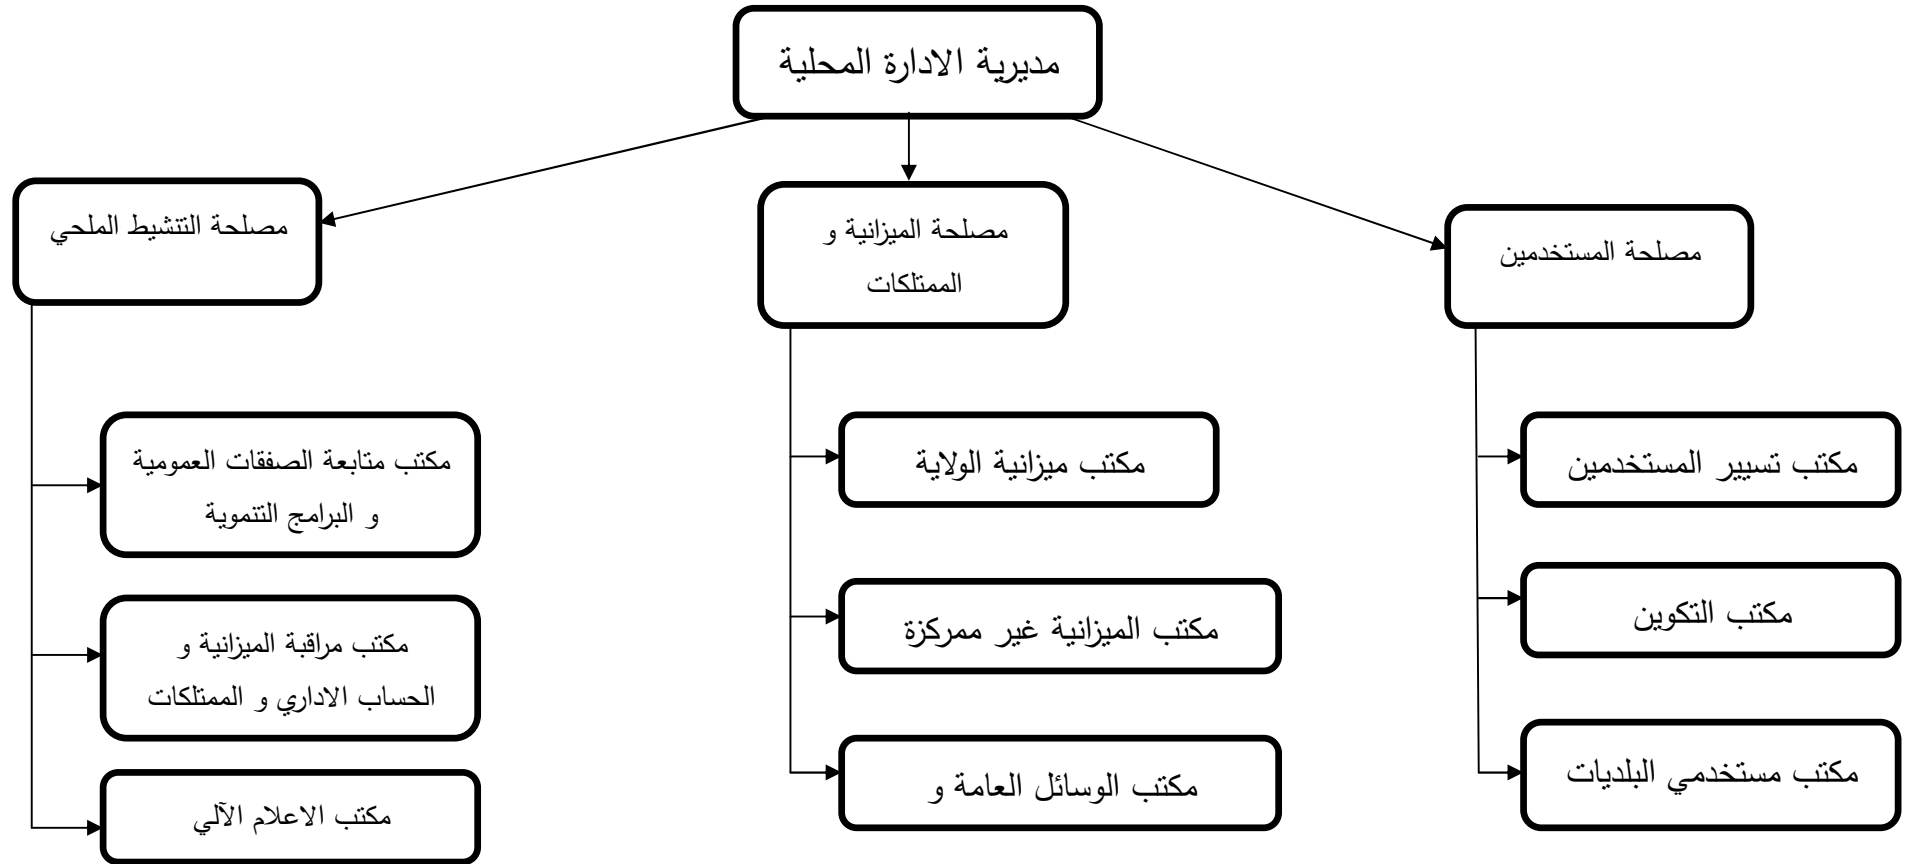 مديرية الادارة المحلية
مصلحة المستخدمين
مكتب تسيير المستخدمين
مكتب التكوين
مكتب مستخدمي البلديات
مصلحة الميزانية و
الممتلكات
مكتب ميزانية الولاية
مكتب الميزانية غير ممركزة
مكتب الوسائل العامة و
مصلحة التنشيط الملحي
مكتب متابعة الصفقات العمومية
و البرامج التنموية
مكتب مراقبة الميزانية و
الحساب الاداري و الممتلكات
مكتب الاعلام الآلي